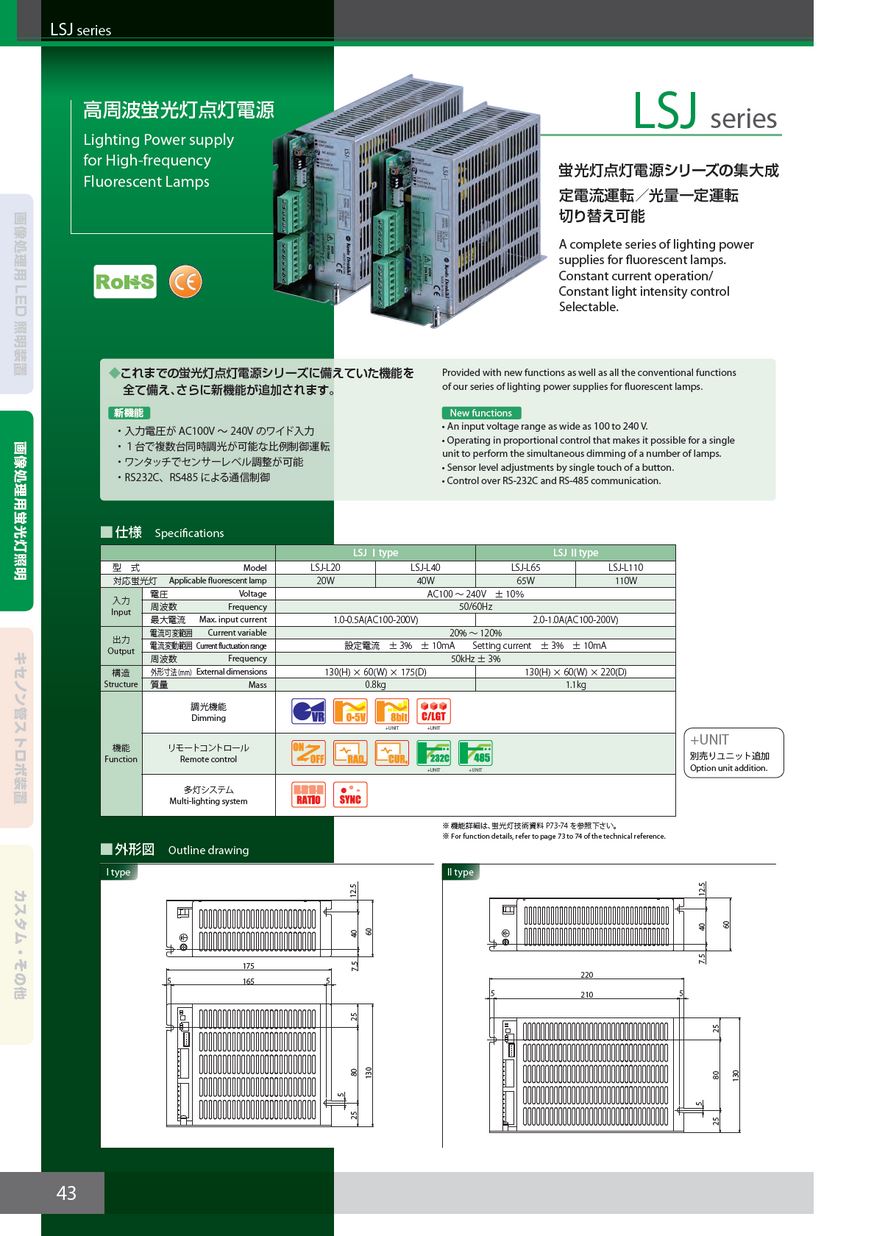 LSJ series
高周波蛍光灯点灯電源
Lighting Power supply
for High-frequency
Fluorescent Lamps
RoHS
CE
LSJ series
蛍光灯点灯電源シリーズの集大成
定電流運転／光量一定運転
切り替え可能
A complete series of lighting power
supplies for fluorescent lamps.
Constant current operation/
Constant light intensity control
Selectable.
画像処理用 LED 照明装置
画像処理用蛍光灯照明
キセノン管ストロボ装置
カスタム・その他
◆これまでの蛍光灯点灯電源シリーズに備えていた機能を
全て備え、さらに新機能が追加されます。
新機能
・入力電圧が AC100V ～ 240V のワイド入力
・１台で複数台同時調光が可能な比例制御運転
・ワンタッチでセンサーレベル調整が可能
・RS232C、RS485 による通信制御
Provided with new functions as well as all the conventional functions
of our series of lighting power supplies for fluorescent lamps.
New functions
• An input voltage range as wide as 100 to 240 V.
• Operating in proportional control that makes it possible for a single
unit to perform the simultaneous dimming of a number of lamps.
• Sensor level adjustments by single touch of a button.
• Control over RS-232C and RS-485 communication.
■仕様 Specifications
LSJ Ⅰ type LSJ II type
型 式 Model LSJ-L20 LSJ-L40 LSJ-L65 LSJ-L110
対応蛍光灯 Applicable fluorescent lamp 20W 40W 65W 110W
入力 Input
電圧 Voltage AC100 ～ 240V ± 10%
周波数 Frequency 50/60Hz
最大電流 Max. input current 1.0-0.5A(AC100-200V) 2.0-1.0A(AC100-200V)
出力 Output
電流可変範囲 Current variable 20% ～ 120%
電流変動範囲 Current fluctuation range 設定電流 ± 3% ± 10mA Setting current ± 3% ± 10mA
周波数 Frequency 50kHz ± 3%
構造 Structure
外形寸法(mm) External dimensions 130(H) × 60(W) × 175(D) 130(H) × 60(W) × 220(D)
質量 Mass 0.8kg 1.1kg
機能 Function
調光機能 Dimming VR 0-5V 8bit C/LGT
+UNIT +UNIT
リモートコントロール Remote control ON OFF RAD. CUR. 232C 485
+UNIT +UNIT
多灯システム Multi-lighting system RATIO SYNC
+UNIT
別売りユニット追加
Option unit addition.
※ 機能詳細は、蛍光灯技術資料 P73-74 を参照下さい。
※ For function details, refer to page 73 to 74 of the technical reference.
■外形図 Outline drawing
I type
12.5
40
60
7.5
175
5 165 5
25
80
130
5
25
II type
12.5
40
60
7.5
220
5 210 5
25
80
130
5
25
43